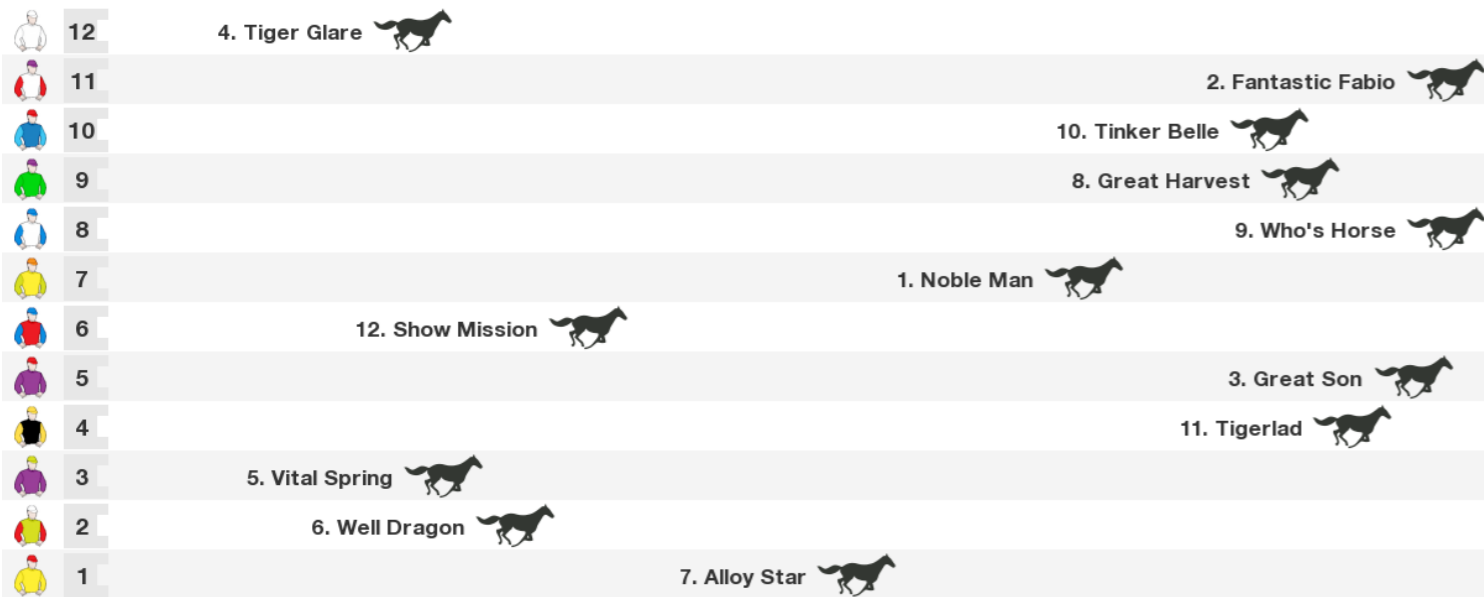 12 4. Tiger Glare
11 2. Fantastic Fabio
10 10. Tinker Belle
9 8. Great Harvest
8 9. Who's Horse
7 1. Noble Man
6 12. Show Mission
5 3. Great Son
4 11. Tigerlad
3 5. Vital Spring
2 6. Well Dragon
1 7. Alloy Star